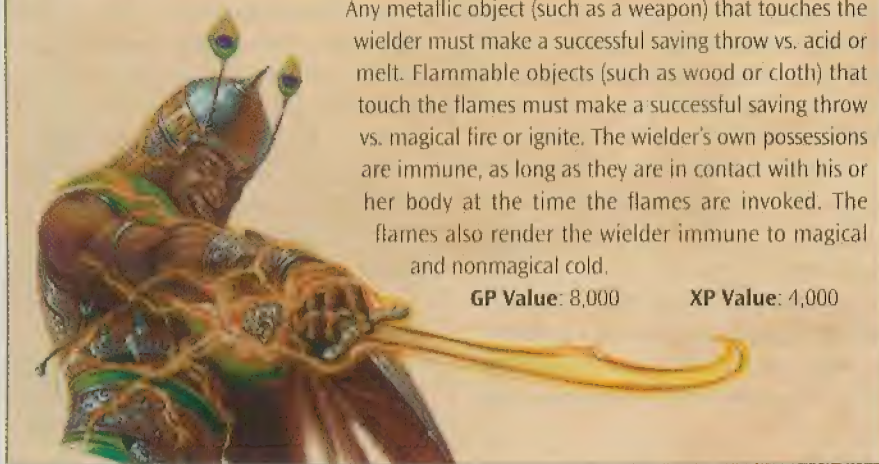 Any metallic object (such as a weapon) that touches the
wielder must make a successful saving throw vs. acid or
melt. Flammable objects (such as wood or cloth) that
touch the flames must make a successful saving throw
vs. magical fire or ignite. The wielder's own possessions
are immune, as long as they are in contact with his or
her body at the time the flames are invoked. The
flames also render the wielder immune to magical
and nonmagical cold.
GP Value: 8,000 XP Value: 4,000